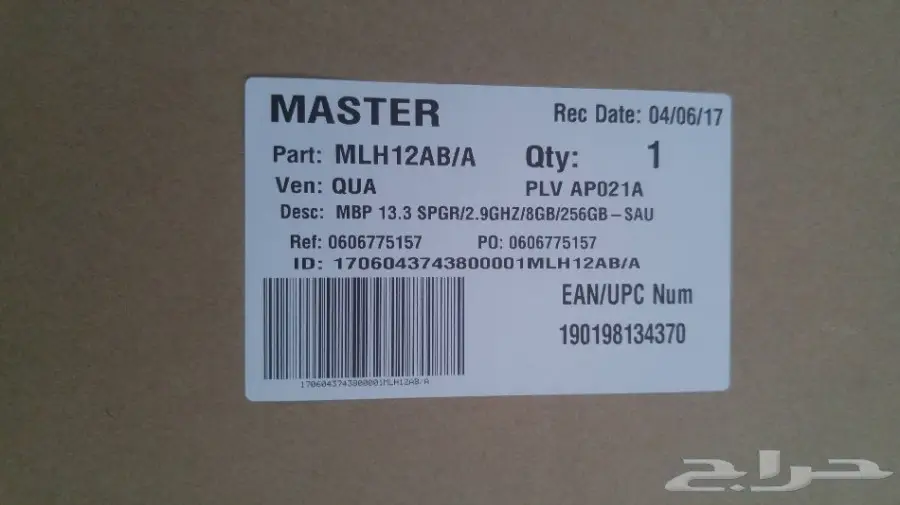 MASTER
Rec Date: 04/06/17
Part: MLH12AB/A Qty: 1
Ven: QUA PLV AP021A
Desc: MBP 13.3 SPGR/2.9GHZ/8GB/256GB-SAU
Ref: 0606775157 PO: 0606775157
ID: 1706043743800001MLH12AB/A
EAN/UPC Num
190198134370
1706043743800001MLH12AB/A
حراج